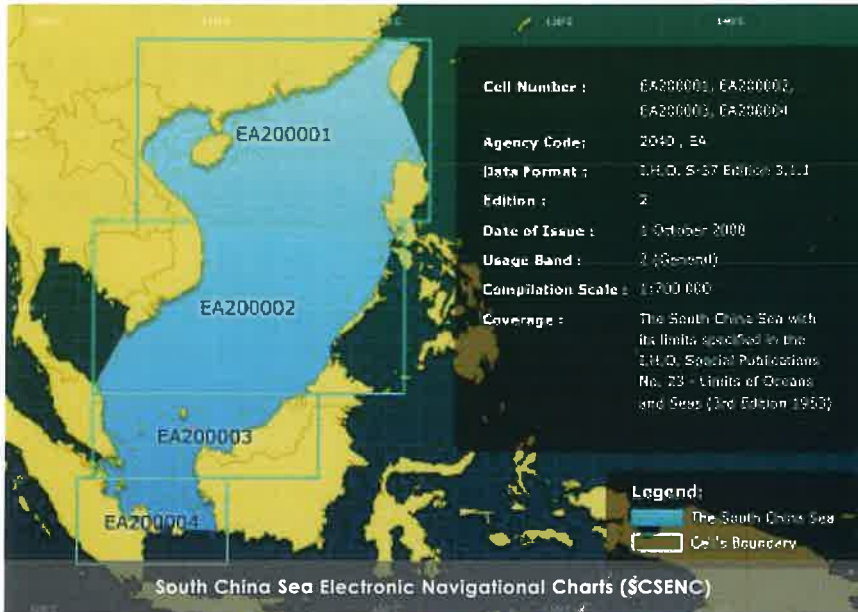 EA200001
EA200002
EA200003
EA200004
Cell Number : EA200001, EA200002,
EA200003, EA200004
Agency Code: 2040 , EA
Data Format : I.H.O. S-57 Edition 3.1.1
Edition : 2
Date of Issue : 1 October 2008
Usage Band : 2 (General)
Compilation Scale : 1:700 000
Coverage : The South China Sea with
its limits specified in the
I.H.O. Special Publications
No. 23 - Limits of Oceans
and Seas (3rd Edition 1953)
Legend:
The South China Sea
Cell's Boundary
South China Sea Electronic Navigational Charts (SCSENC)